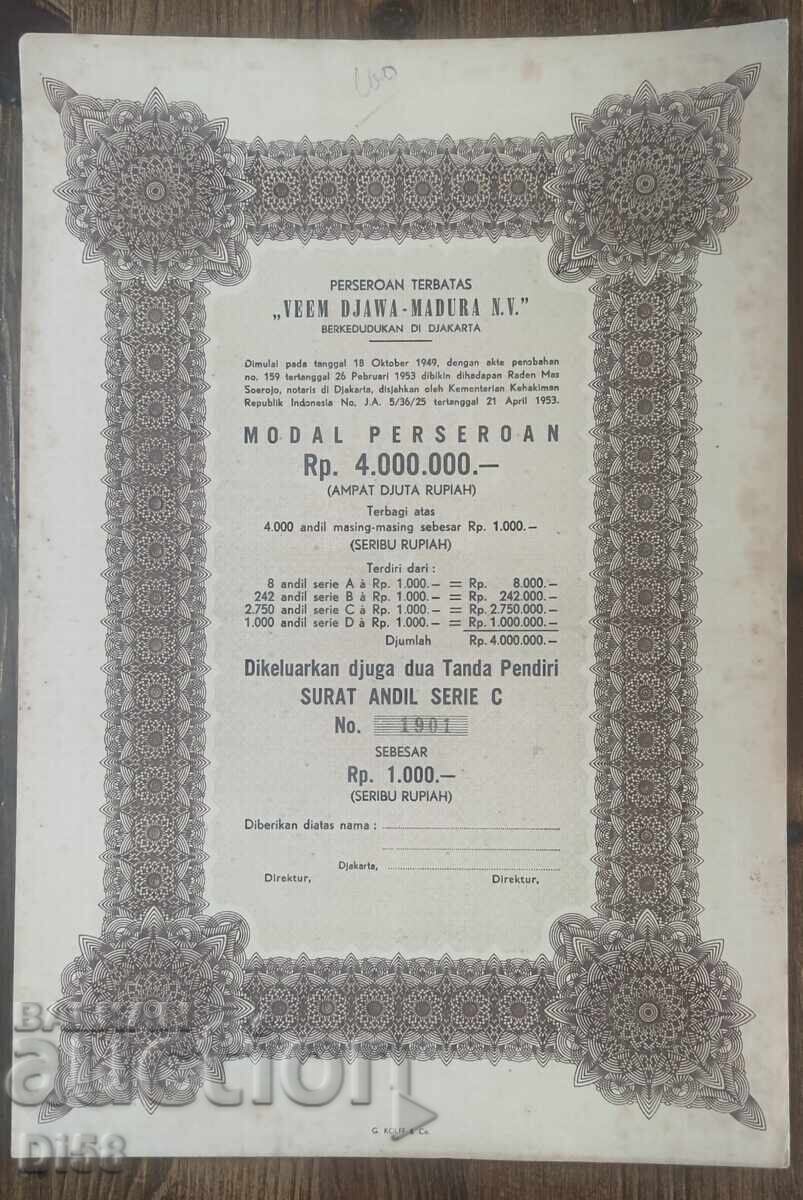 PERSEROAN TERBATAS
„VEEM DJAWA-MADURA N.V.”
BERKEDUDUKAN DI DJAKARTA
Dimulai pada tanggal 18 Oktober 1949, dengan akte perobahan
no. 159 tertanggal 26 Pebruari 1953 dibikin dihadapan Raden Mas
Soerojo, notaris di Djakarta, disjahkan oleh Kementerian Kehakiman
Republik Indonesia No. J.A. 5/36/25 tertanggal 21 April 1953.
MODAL PERSEROAN
Rp. 4.000.000.—
(AMPAT DJUTA RUPIAH)
Terbagi atas
4.000 andil masing-masing sebesar Rp. 1.000.—
(SERIBU RUPIAH)
Terdiri dari :
8 andil serie A à Rp. 1.000.— = Rp. 8.000.—
242 andil serie B à Rp. 1.000.— = Rp. 242.000.—
2.750 andil serie C à Rp. 1.000.— = Rp. 2.750.000.—
1.000 andil serie D à Rp. 1.000.— = Rp. 1.000.000.—
Djumlah Rp. 4.000.000.—
Dikeluarkan djuga dua Tanda Pendiri
SURAT ANDIL SERIE C
No. 1901
SEBESAR
Rp. 1.000.—
(SERIBU RUPIAH)
Diberikan diatas nama :
Djakarta,
Direktur, Direktur,
BALKAN
auction
G. KOLFF & Co.
Di58